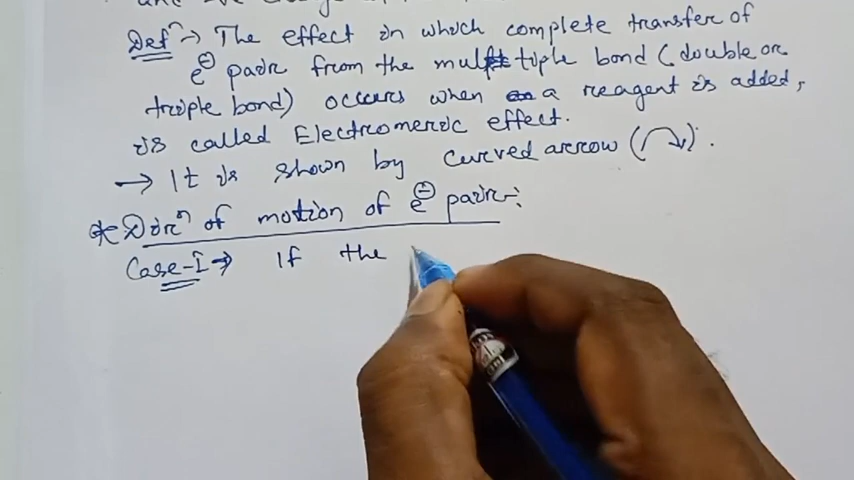 Defⁿ → The effect in which complete transfer of
e⊖ pair from the multiple bond (double or
triple bond) occurs when a reagent is added,
is called Electromeric effect.
→ It is shown by curved arrow (↷).
* Dirⁿ of motion of e⊖ pair:
Case-I → If the